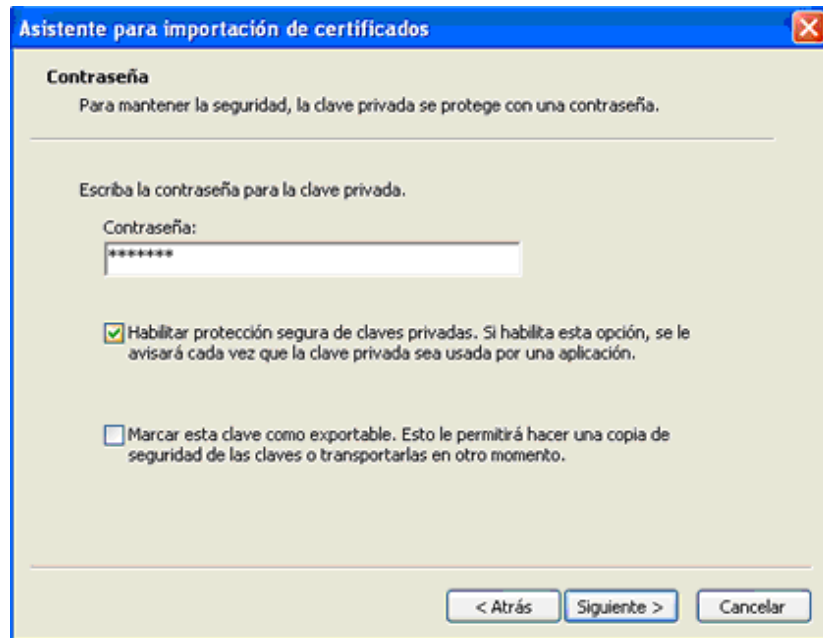 Asistente para importación de certificados
Contraseña
Para mantener la seguridad, la clave privada se protege con una contraseña.
Escriba la contraseña para la clave privada.
Contraseña:
*******
Habilitar protección segura de claves privadas. Si habilita esta opción, se le
avisará cada vez que la clave privada sea usada por una aplicación.
Marcar esta clave como exportable. Esto le permitirá hacer una copia de
seguridad de las claves o transportarlas en otro momento.
< Atrás
Siguiente >
Cancelar